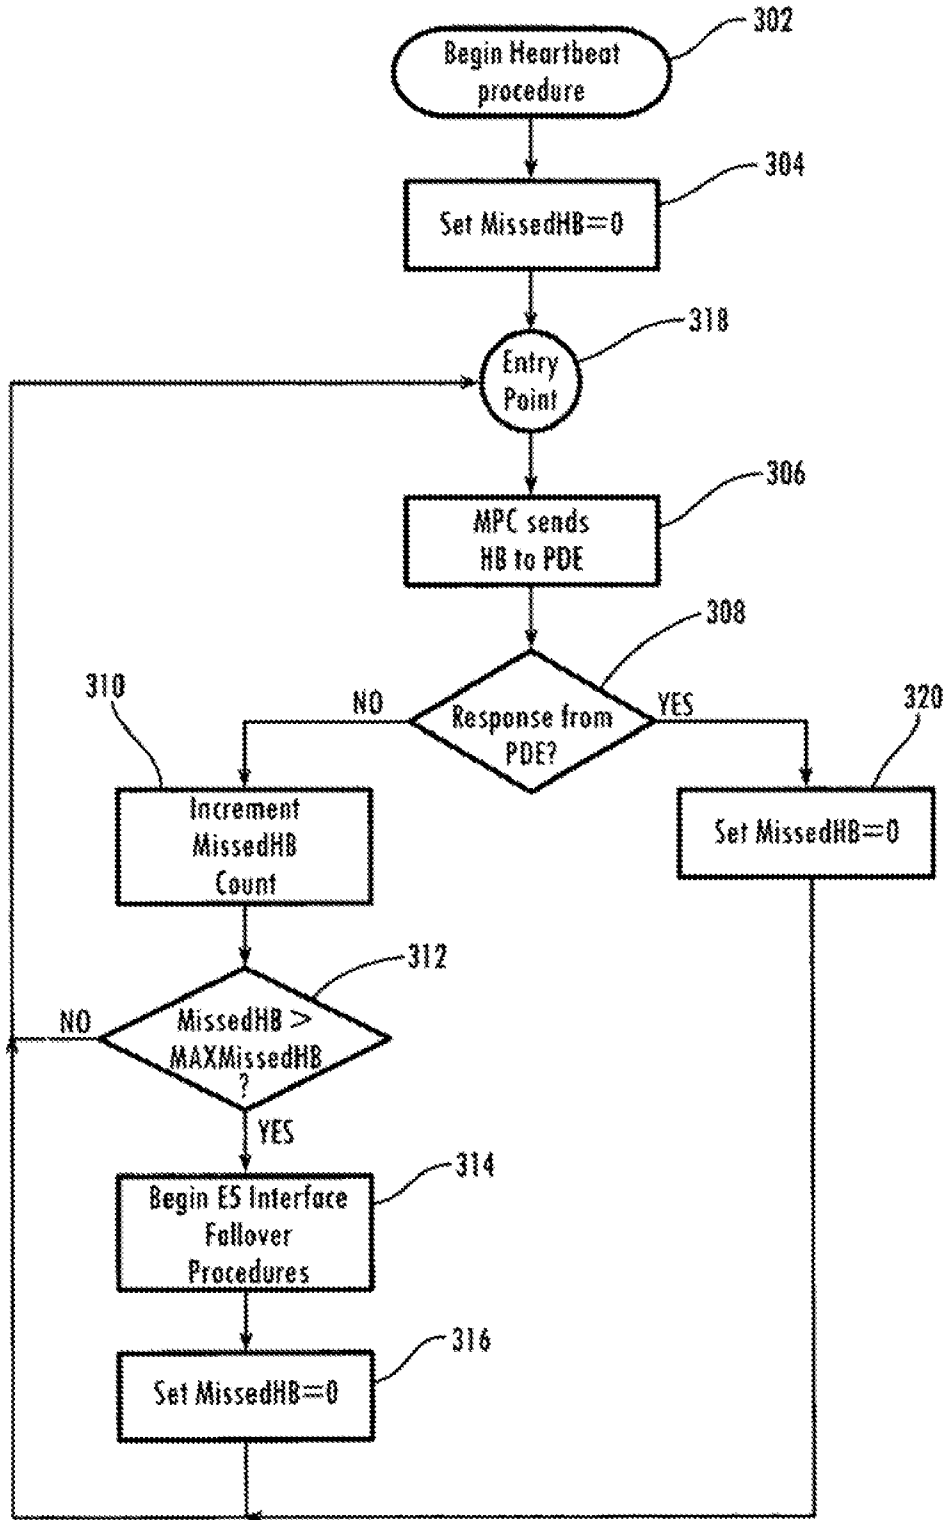 302
Begin Heartbeat
procedure
304
Set MissedHB=0
318
Entry
Point
306
MPC sends
HB to PDE
308
NO
Response from
PDE?
YES
310
320
Increment
MissedHB
Count
Set MissedHB=0
312
NO
MissedHB >
MAXMissedHB
?
YES
314
Begin E5 Interface
Fallover
Procedures
316
Set MissedHB=0